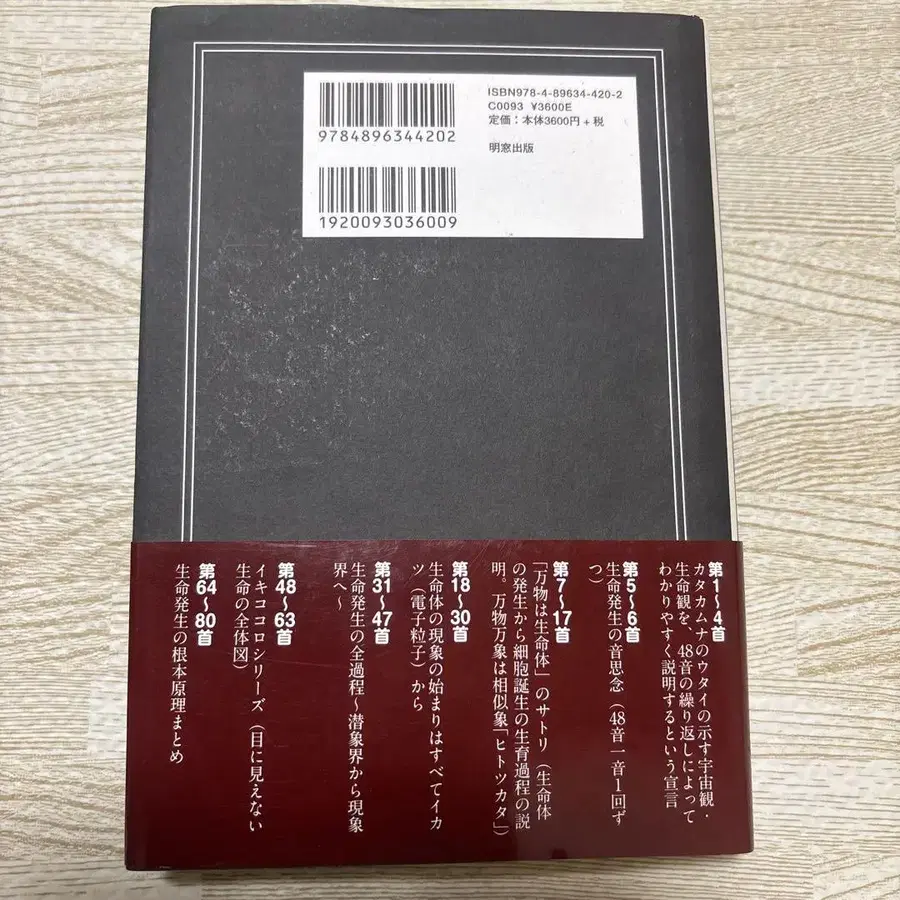 ISBN978-4-89634-420-2
C0093 ¥3600E
定価：本体3600円＋税
明窓出版
9784896344202
1920093036009
第1〜4首
カタカムナのウタイの示す宇宙観・
生命観を、48音の繰り返しによって
わかりやすく説明するという宣言
第5〜6首
生命発生の音思念（48音一音1回ず
つ）
第7〜17首
「万物は生命体」のサトリ（生命体
の発生から細胞誕生の生育過程の説
明。万物万象は相似象「ヒトツカタ」）
第18〜30首
生命体の現象の始まりはすべてイカ
ツ（電子粒子）から
第31〜47首
生命発生の全過程〜潜象界から現象
界へ〜
第48〜63首
イキココロシリーズ（目に見えない
生命の全体図）
第64〜80首
生命発生の根本原理まとめ